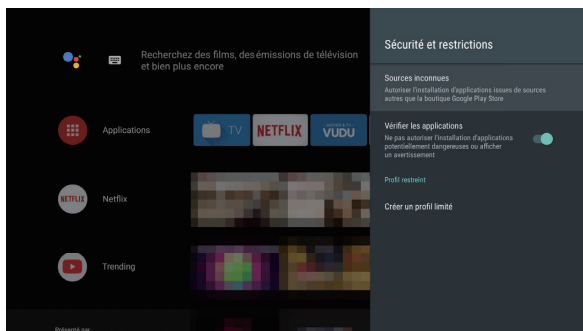 Recherchez des films, des émissions de télévision
et bien plus encore
Applications
TV
NETFLIX
VUDU
NETFLIX
Netflix
Trending
Présenté par
Sécurité et restrictions
Sources inconnues
Autoriser l'installation d'applications issues de sources
autres que la boutique Google Play Store
Vérifier les applications
Ne pas autoriser l'installation d'applications
potentiellement dangereuses ou afficher
un avertissement
Profil restreint
Créer un profil limité